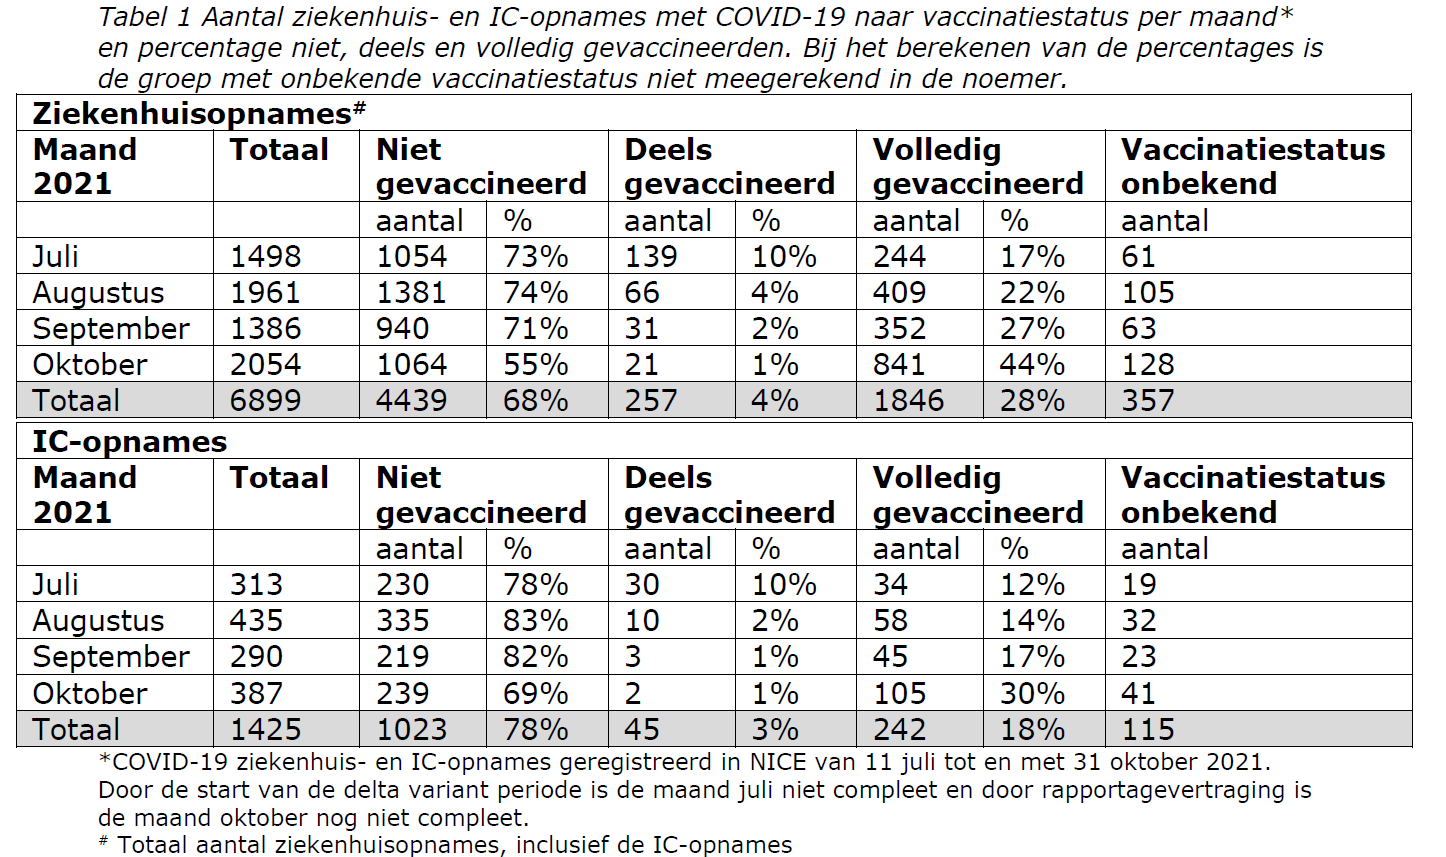 Tabel 1 Aantal ziekenhuis- en IC-opnames met COVID-19 naar vaccinatiestatus per maand*
en percentage niet, deels en volledig gevaccineerden. Bij het berekenen van de percentages is
de groep met onbekende vaccinatiestatus niet meegerekend in de noemer.
Ziekenhuisopnames#
Maand 2021 Totaal Niet gevaccineerd Deels gevaccineerd Volledig gevaccineerd Vaccinatiestatus onbekend
aantal % aantal % aantal % aantal
Juli 1498 1054 73% 139 10% 244 17% 61
Augustus 1961 1381 74% 66 4% 409 22% 105
September 1386 940 71% 31 2% 352 27% 63
Oktober 2054 1064 55% 21 1% 841 44% 128
Totaal 6899 4439 68% 257 4% 1846 28% 357
IC-opnames
Maand 2021 Totaal Niet gevaccineerd Deels gevaccineerd Volledig gevaccineerd Vaccinatiestatus onbekend
aantal % aantal % aantal % aantal
Juli 313 230 78% 30 10% 34 12% 19
Augustus 435 335 83% 10 2% 58 14% 32
September 290 219 82% 3 1% 45 17% 23
Oktober 387 239 69% 2 1% 105 30% 41
Totaal 1425 1023 78% 45 3% 242 18% 115
*COVID-19 ziekenhuis- en IC-opnames geregistreerd in NICE van 11 juli tot en met 31 oktober 2021.
Door de start van de delta variant periode is de maand juli niet compleet en door rapportagevertraging is
de maand oktober nog niet compleet.
# Totaal aantal ziekenhuisopnames, inclusief de IC-opnames